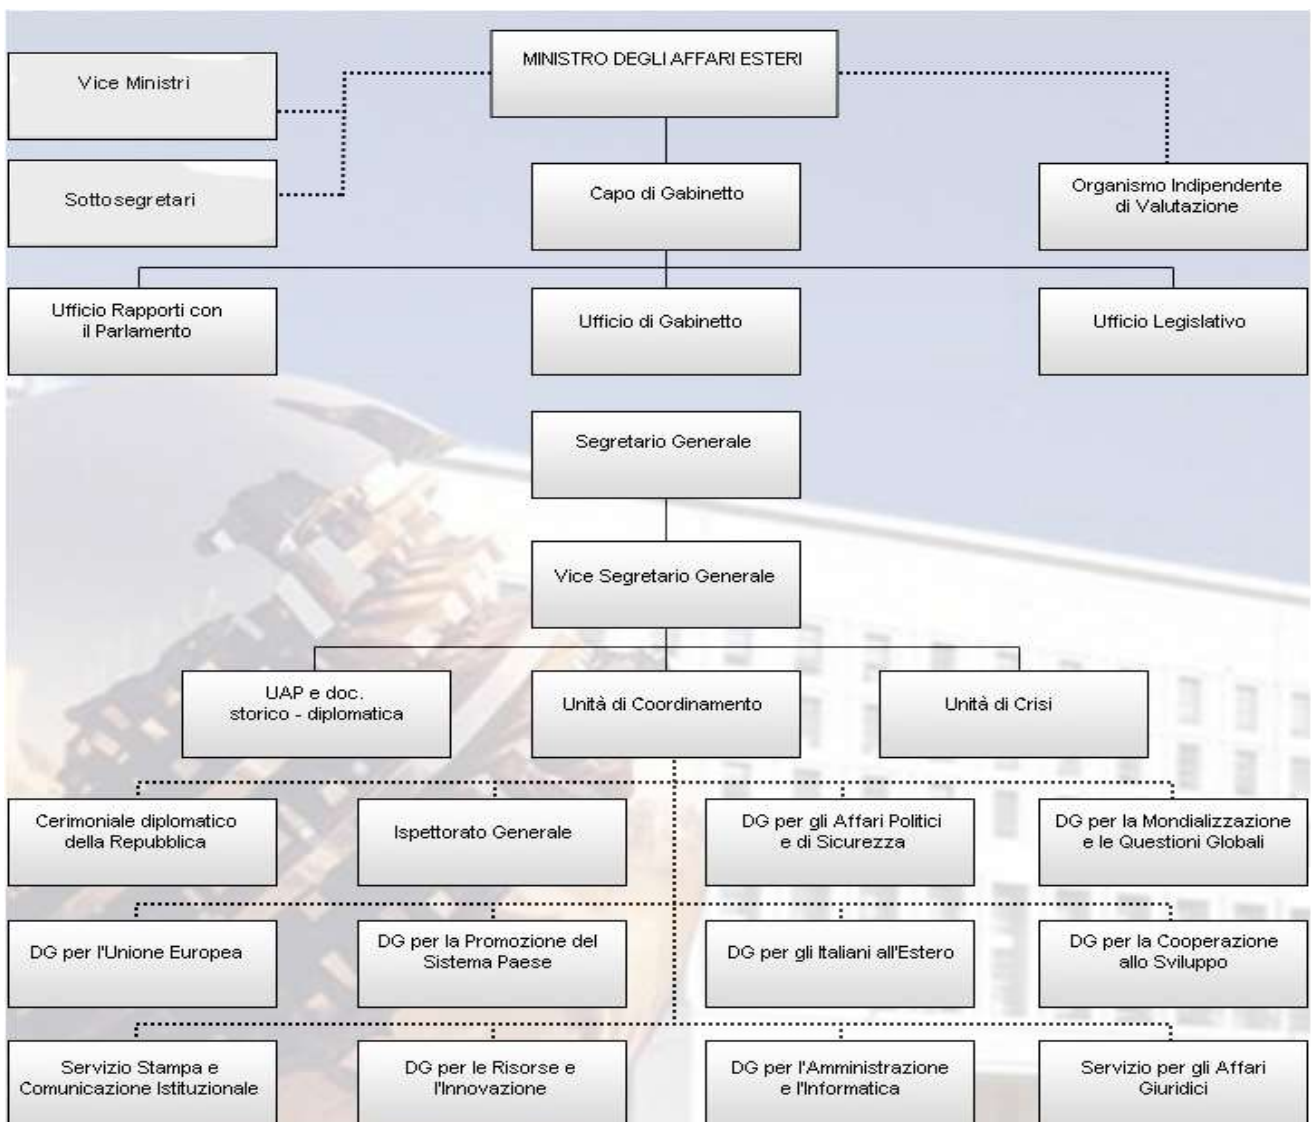 MINISTRO DEGLI AFFARI ESTERI
Vice Ministri
Sottosegretari
Capo di Gabinetto
Organismo Indipendente
di Valutazione
Ufficio Rapporti con
il Parlamento
Ufficio di Gabinetto
Ufficio Legislativo
Segretario Generale
Vice Segretario Generale
UAP e doc.
storico - diplomatica
Unità di Coordinamento
Unità di Crisi
Cerimoniale diplomatico
della Repubblica
Ispettorato Generale
DG per gli Affari Politici
e di Sicurezza
DG per la Mondializzazione
e le Questioni Globali
DG per l'Unione Europea
DG per la Promozione del
Sistema Paese
DG per gli Italiani all'Estero
DG per la Cooperazione
allo Sviluppo
Servizio Stampa e
Comunicazione Istituzionale
DG per le Risorse e
l'Innovazione
DG per l'Amministrazione
e l'Informatica
Servizio per gli Affari
Giuridici